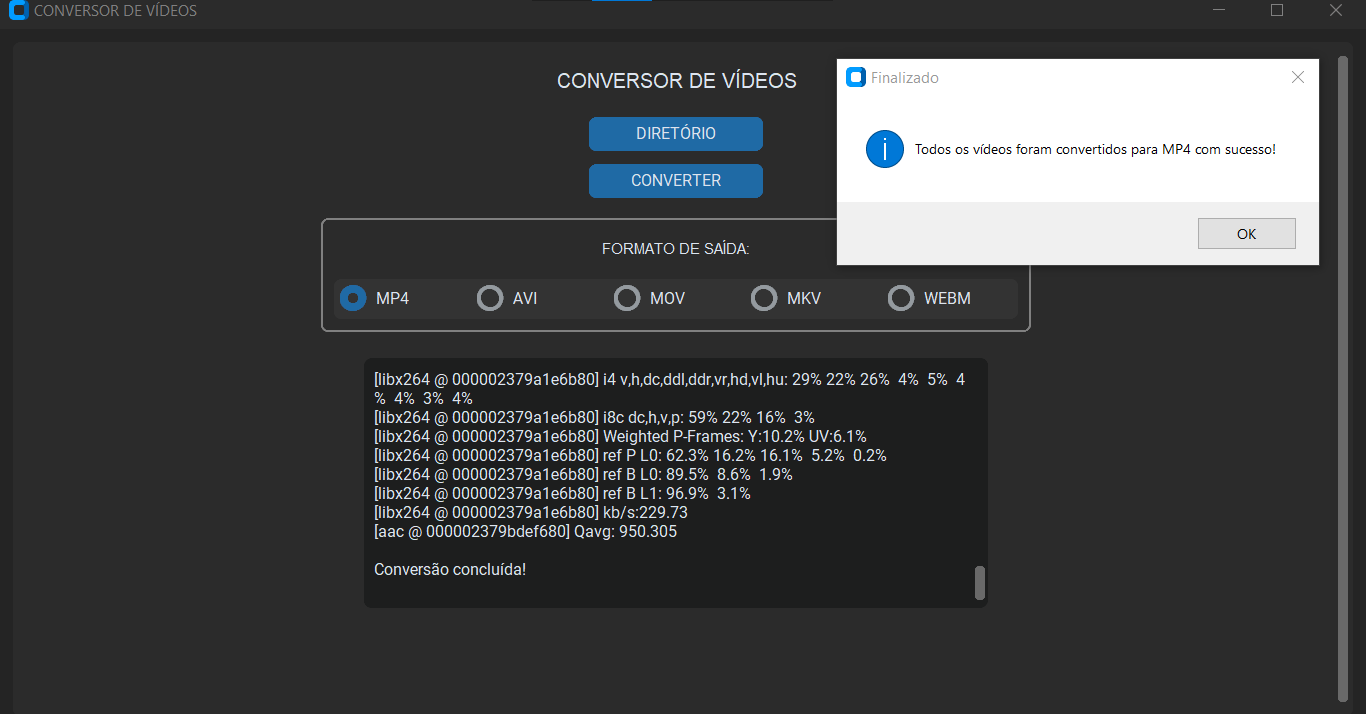 CONVERSOR DE VÍDEOS
CONVERSOR DE VÍDEOS
DIRETÓRIO
CONVERTER
Finalizado
Todos os vídeos foram convertidos para MP4 com sucesso!
OK
FORMATO DE SAÍDA:
MP4 AVI MOV MKV WEBM
[libx264 @ 000002379a1e6b80] i4 v,h,dc,ddl,ddr,vr,hd,vl,hu: 29% 22% 26%  4%  5%  4
%  4%  3%  4%
[libx264 @ 000002379a1e6b80] i8c dc,h,v,p: 59% 22% 16%  3%
[libx264 @ 000002379a1e6b80] Weighted P-Frames: Y:10.2% UV:6.1%
[libx264 @ 000002379a1e6b80] ref P L0: 62.3% 16.2% 16.1%  5.2%  0.2%
[libx264 @ 000002379a1e6b80] ref B L0: 89.5%  8.6%  1.9%
[libx264 @ 000002379a1e6b80] ref B L1: 96.9%  3.1%
[libx264 @ 000002379a1e6b80] kb/s:229.73
[aac @ 000002379bdef680] Qavg: 950.305
Conversão concluída!